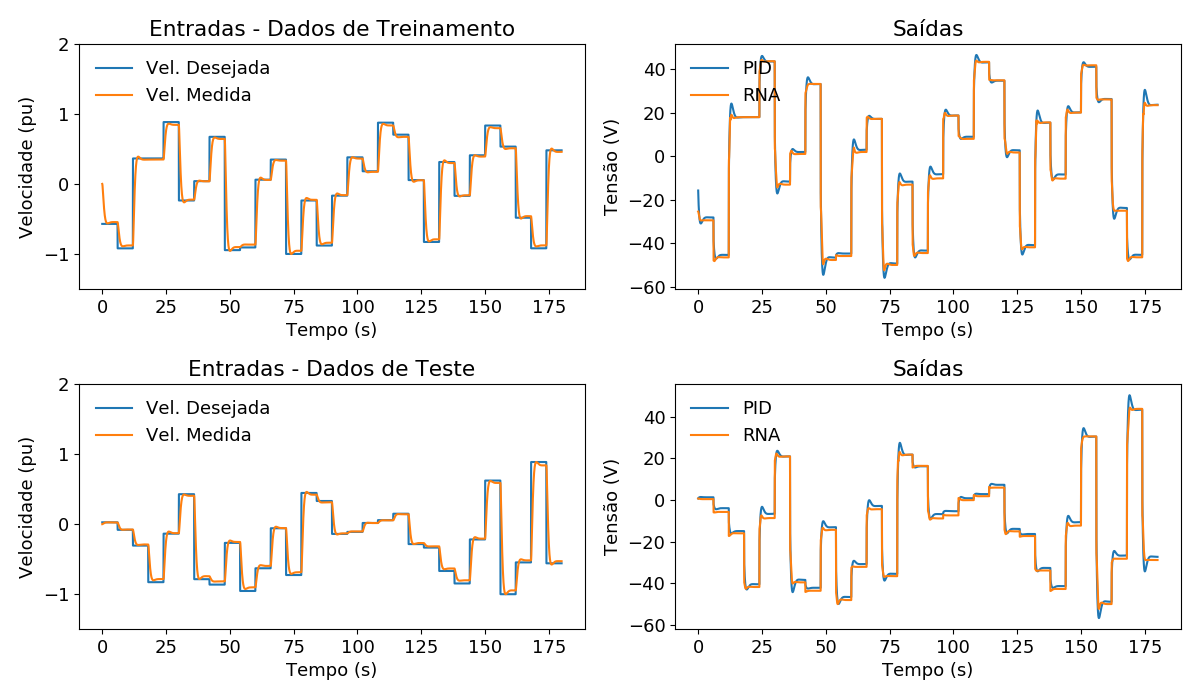 Entradas - Dados de Treinamento
Vel. Desejada
Vel. Medida
Velocidade (pu)
2
1
0
−1
0 25 50 75 100 125 150 175
Tempo (s)
Saídas
PID
RNA
Tensão (V)
40
20
0
−20
−40
−60
0 25 50 75 100 125 150 175
Tempo (s)
Entradas - Dados de Teste
Vel. Desejada
Vel. Medida
Velocidade (pu)
2
1
0
−1
0 25 50 75 100 125 150 175
Tempo (s)
Saídas
PID
RNA
Tensão (V)
40
20
0
−20
−40
−60
0 25 50 75 100 125 150 175
Tempo (s)